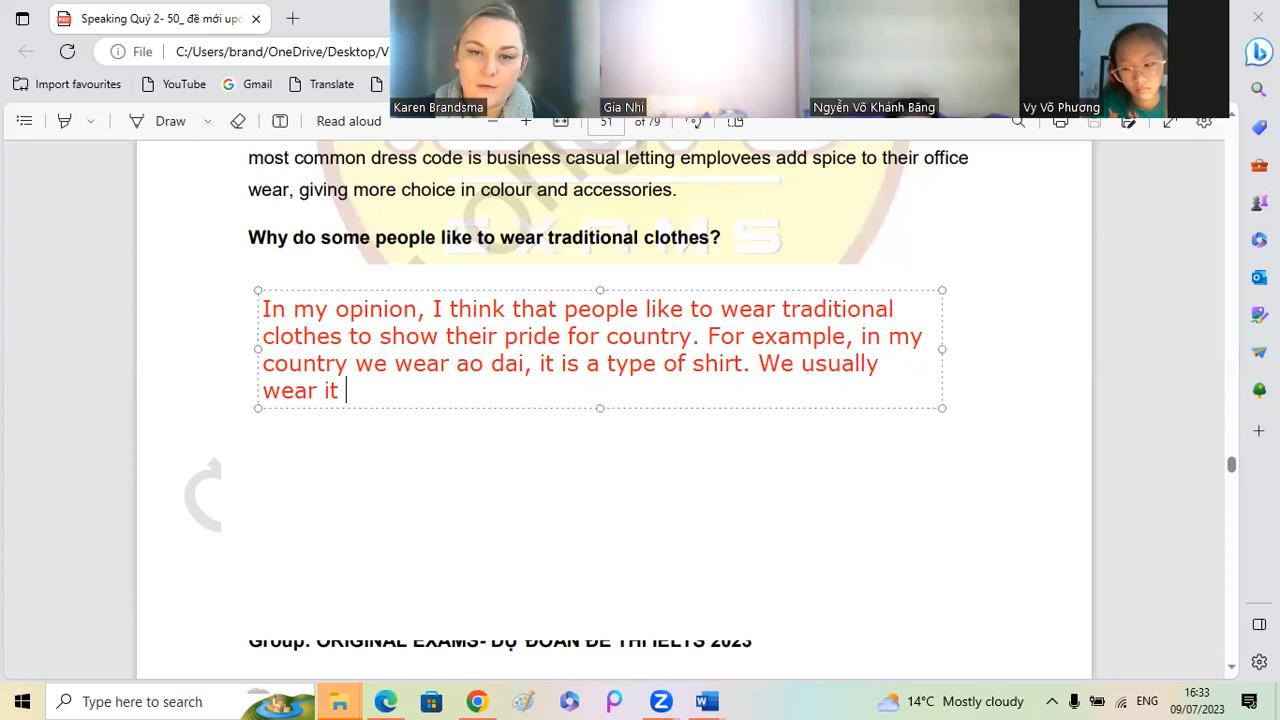 Speaking Quý 2- 50_ đề mới upd
File
C:/Users/brand/OneDrive/Desktop/V
Import favourites
YouTube
Gmail
Translate
Karen Brandsma
Gia Nhi
Nguyễn Võ Khánh Băng
Vy Võ Phương
Draw
Read aloud
51
of 79
most common dress code is business casual letting employees add spice to their office
wear, giving more choice in colour and accessories.
EXAMS
Why do some people like to wear traditional clothes?
In my opinion, I think that people like to wear traditional
clothes to show their pride for country. For example, in my
country we wear ao dai, it is a type of shirt. We usually
wear it
Group: ORIGINAL EXAMS- DỰ ĐOÁN ĐỀ THI IELTS 2023
Type here to search
14°C Mostly cloudy
ENG
16:33
09/07/2023